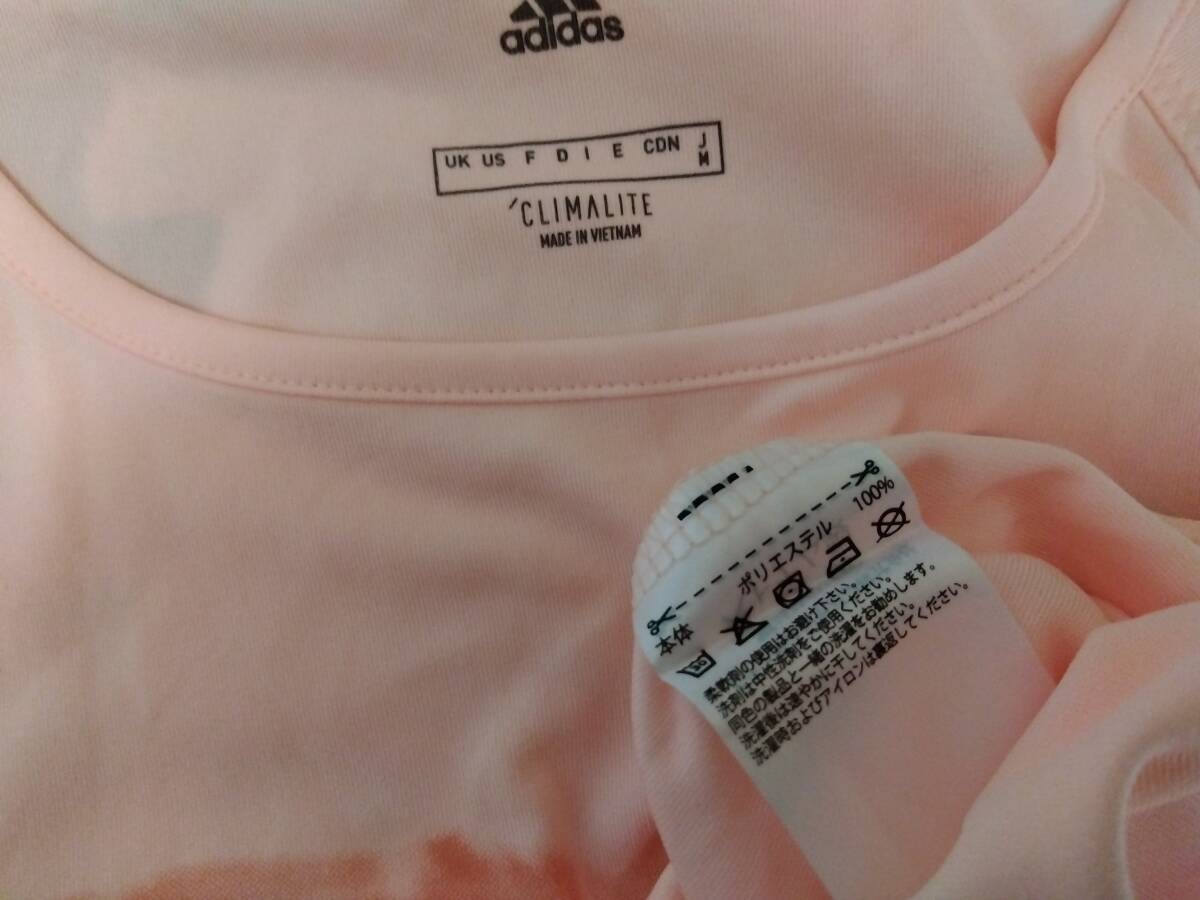 adidas
UK US F D I E CDN J
M
CLIMALITE
MADE IN VIETNAM
本体 ポリエステル 100%
30
柔軟剤の使用はお避け下さい。
洗剤は中性洗剤をご使用ください。
同色の製品と一緒の洗濯をお勧めします。
洗濯後は速やかに干してください。
洗濯時およびアイロンは裏返してください。